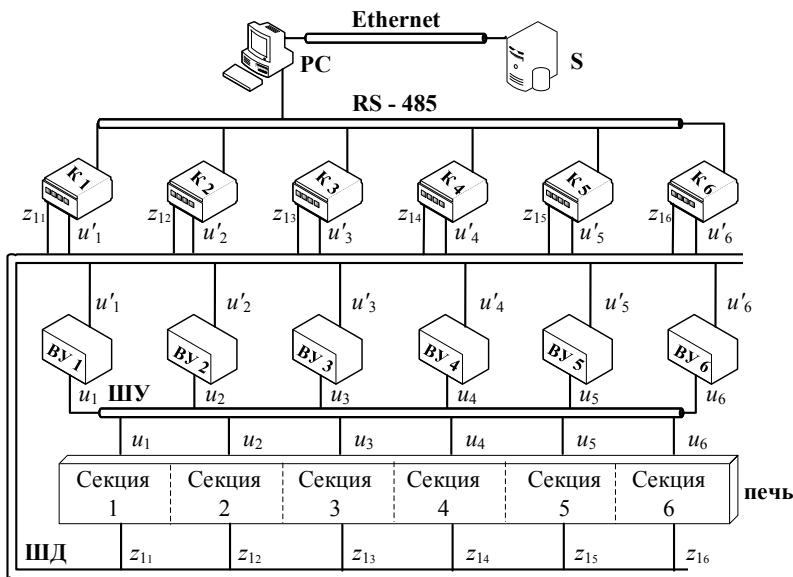 Ethernet
PC
S
RS - 485
К 1 К 2 К 3 К 4 К 5 К 6
z11 z12 z13 z14 z15 z16
u'1 u'2 u'3 u'4 u'5 u'6
u'1 u'2 u'3 u'4 u'5 u'6
ВУ 1 ВУ 2 ВУ 3 ВУ 4 ВУ 5 ВУ 6
u1 ШУ u2 u3 u4 u5 u6
u1 u2 u3 u4 u5 u6
Секция Секция Секция Секция Секция Секция
1 2 3 4 5 6
печь
ШД z11 z12 z13 z14 z15 z16